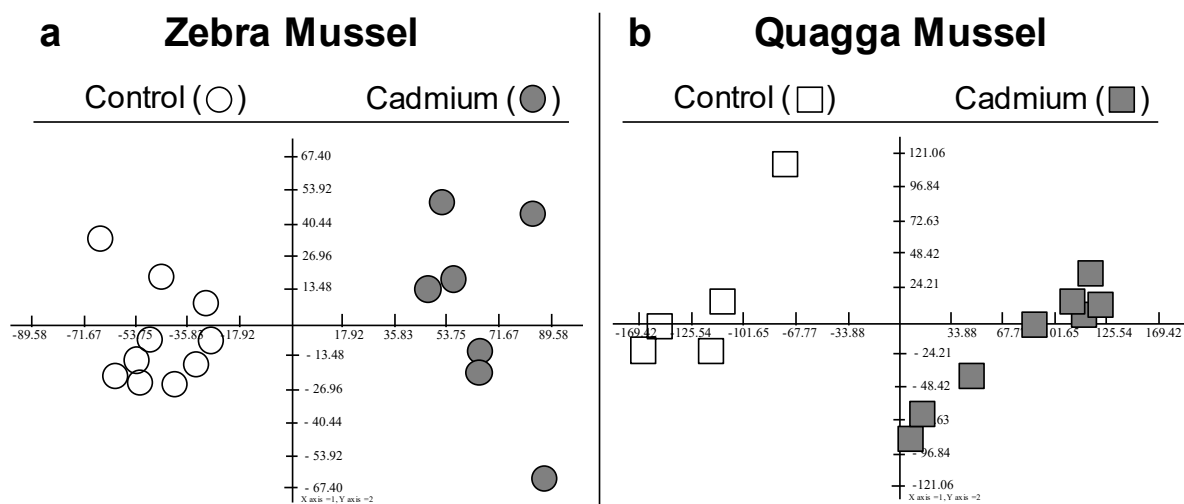 a Zebra Mussel
Control ( ) Cadmium ( )
67.40
53.92
40.44
26.96
13.48
-89.58 -71.67 -53.75 -35.83 -17.92 17.92 35.83 53.75 71.67 89.58
- 13.48
- 26.96
- 40.44
- 53.92
- 67.40
X axis =1, Y axis =2
b Quagga Mussel
Control ( ) Cadmium ( )
121.06
96.84
72.63
48.42
24.21
-169.42 -125.54 -101.65 -67.77 -33.88 33.88 67.7 101.65 125.54 169.42
- 24.21
- 48.42
63
- 96.84
-121.06
X axis =1, Y axis =2